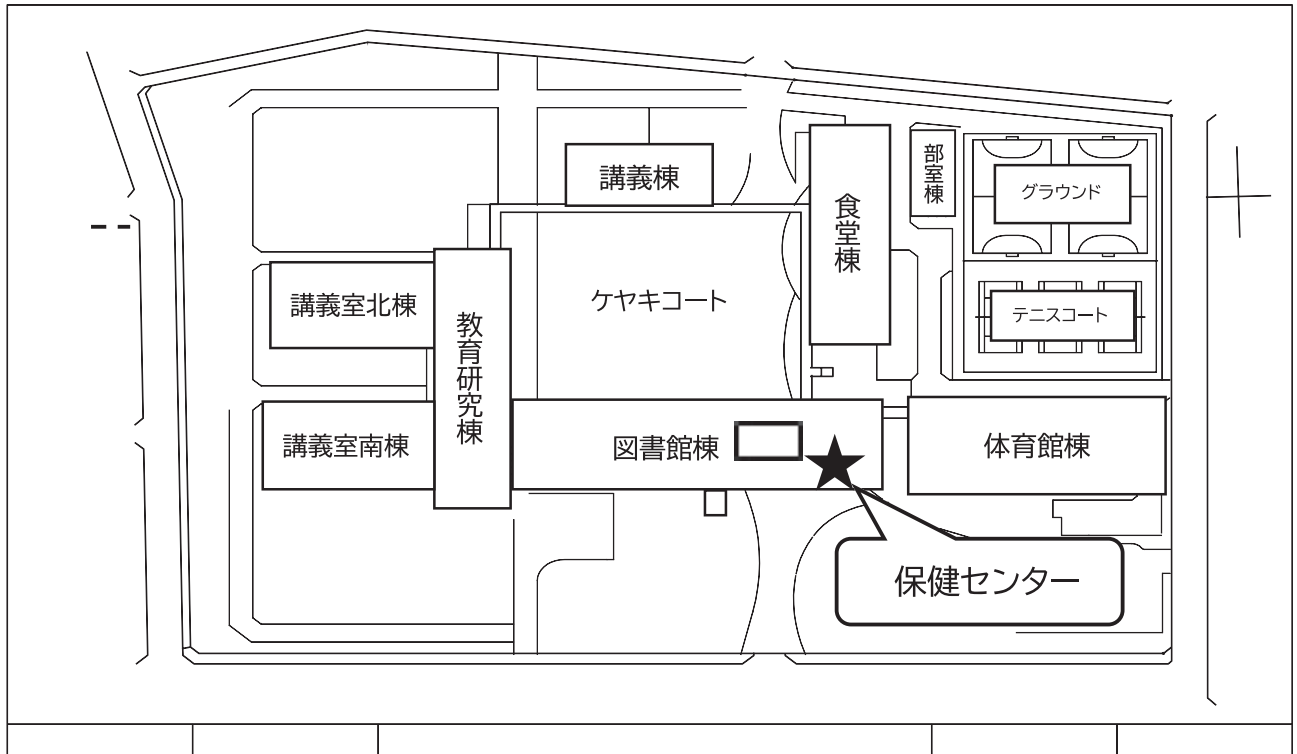 講義棟
食堂棟
部室棟
グラウンド
講義室北棟
教育研究棟
ケヤキコート
テニスコート
講義室南棟
図書館棟
体育館棟
保健センター